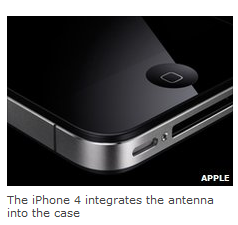 APPLE
The iPhone 4 integrates the antenna
into the case